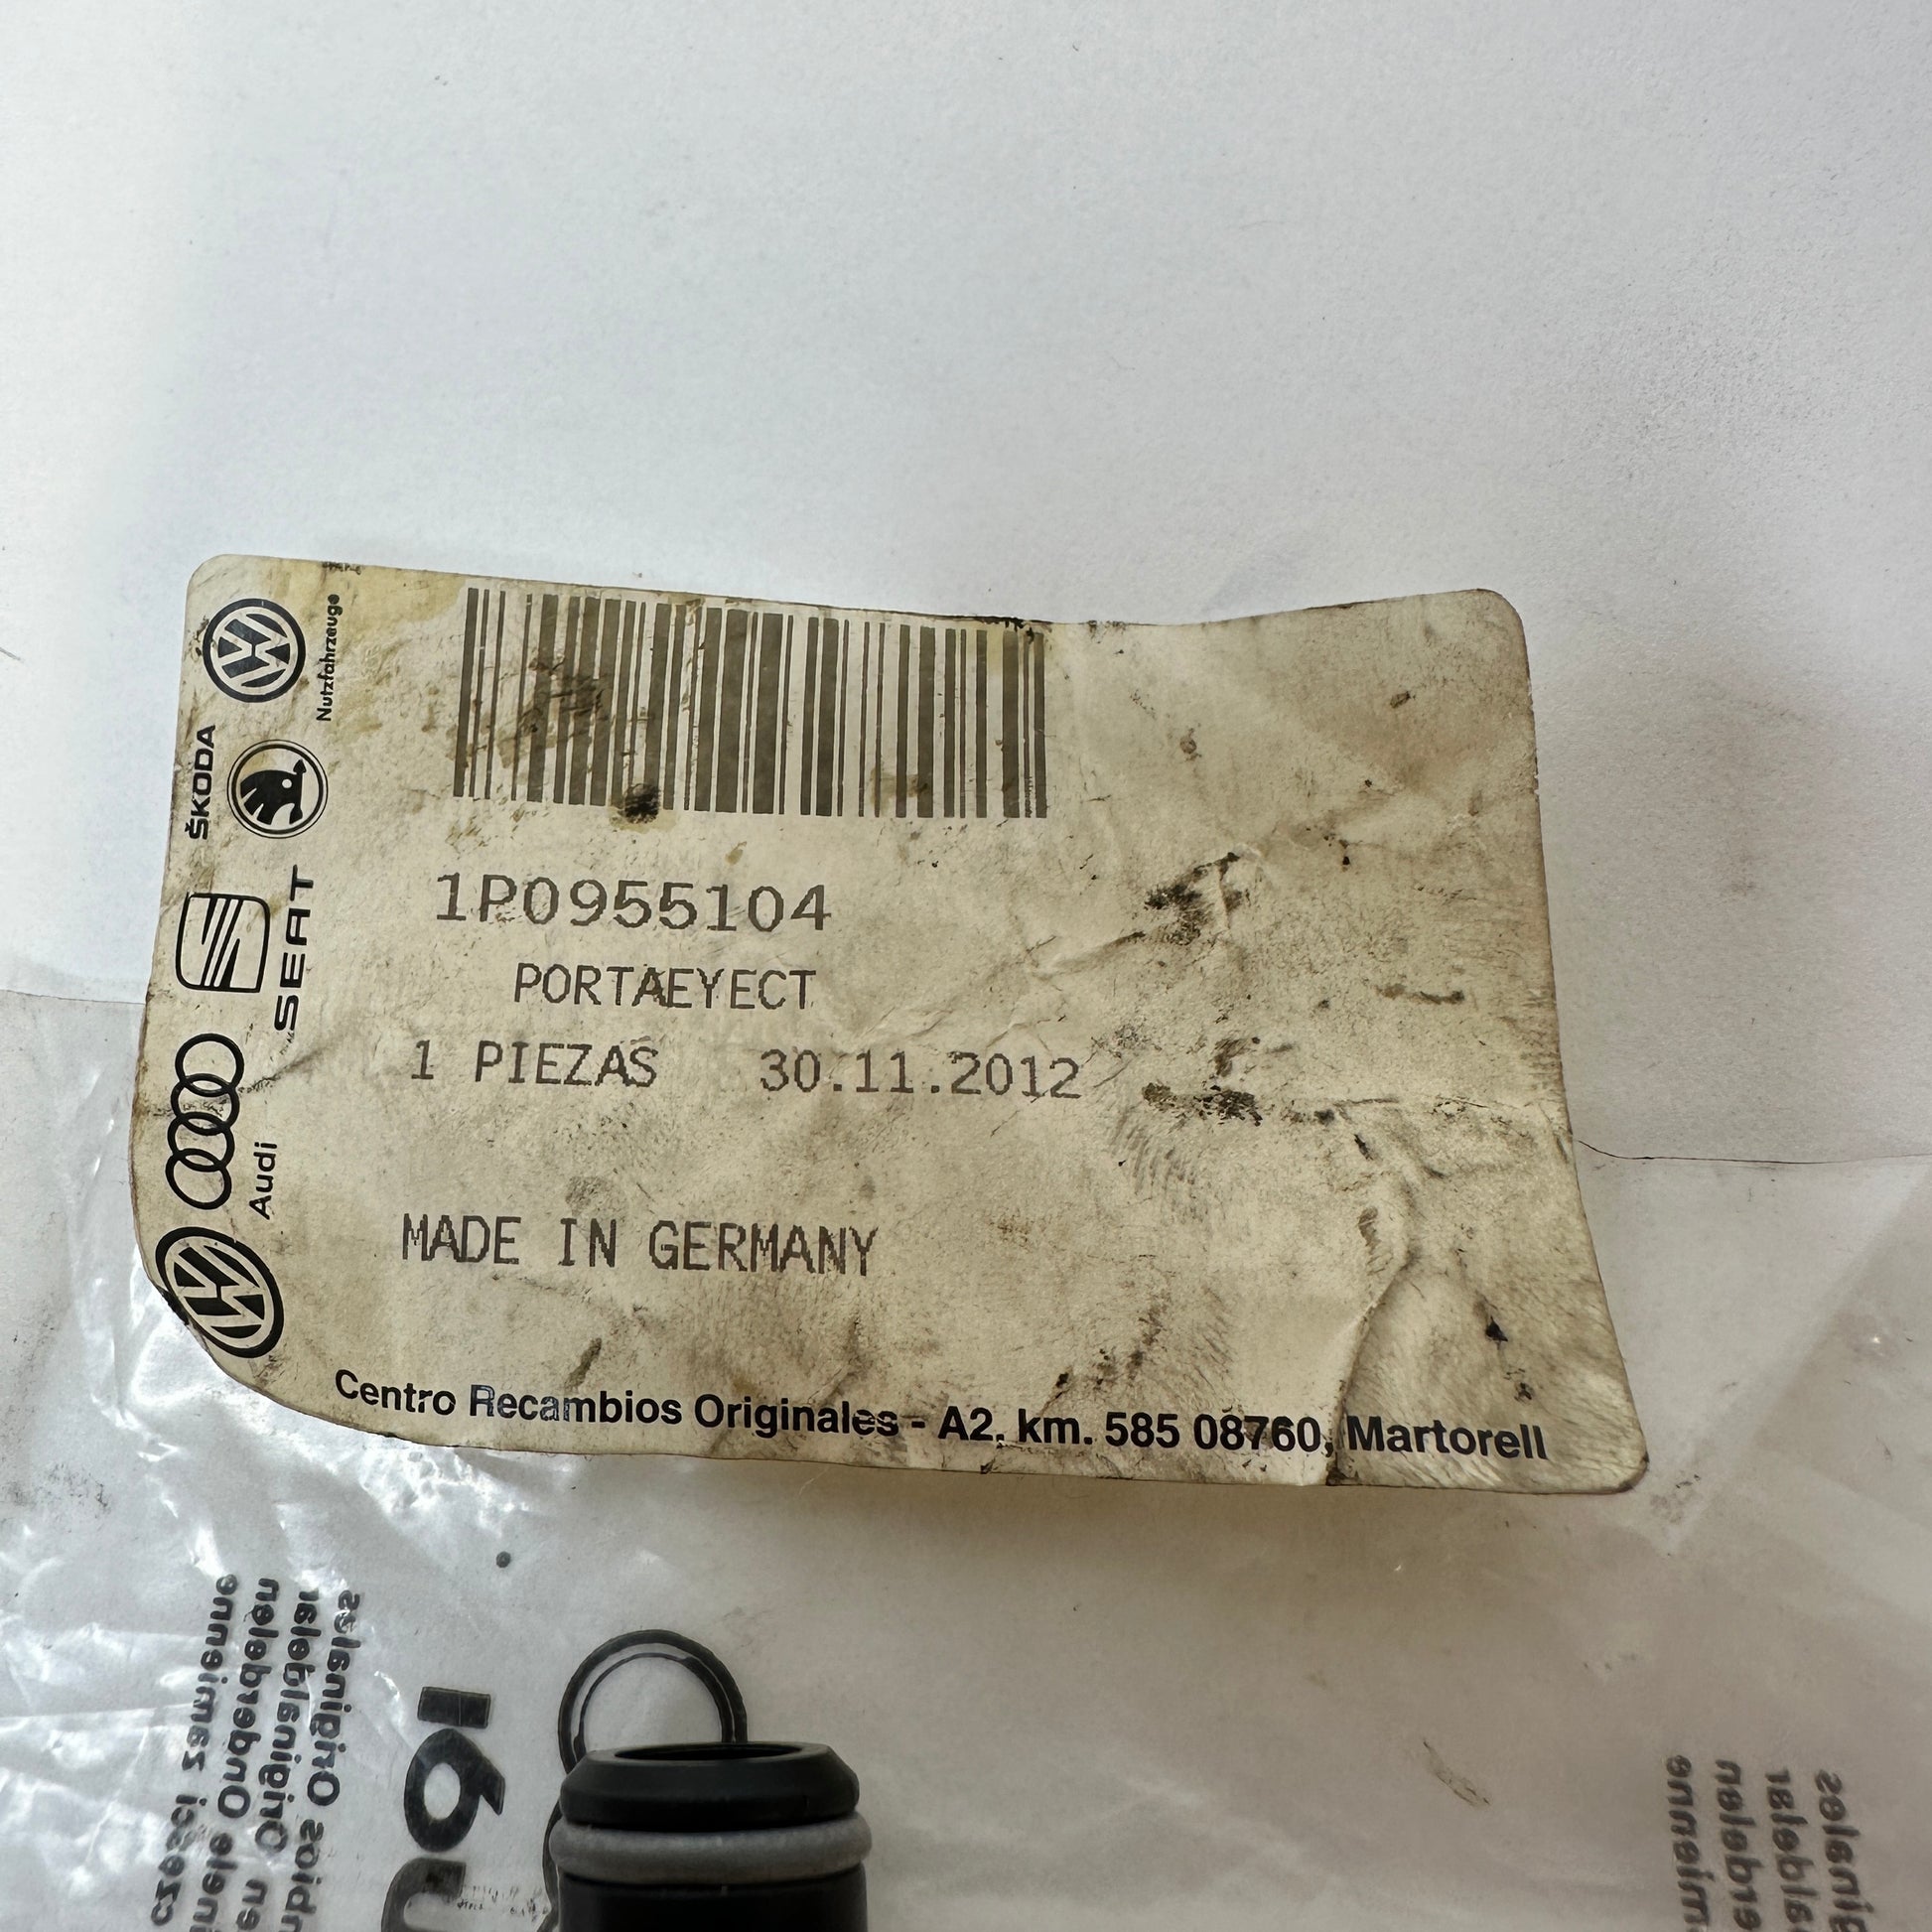 1P0955104
PORTAEYECT
1 PIEZAS 30.11.2012
MADE IN GERMANY
Centro Recambios Originales - A2. km. 585 08760, Martorell
Nutzfahrzeuge
ŠKODA
SEAT
Audi